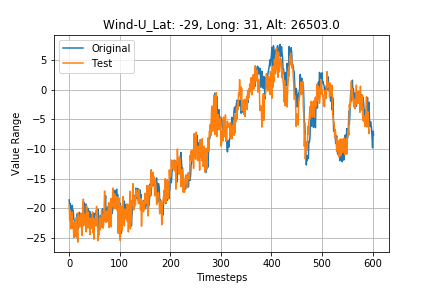 Wind-U_Lat: -29, Long: 31, Alt: 26503.0
Original
Test
Value Range
5
0
−5
−10
−15
−20
−25
0 100 200 300 400 500 600
Timesteps